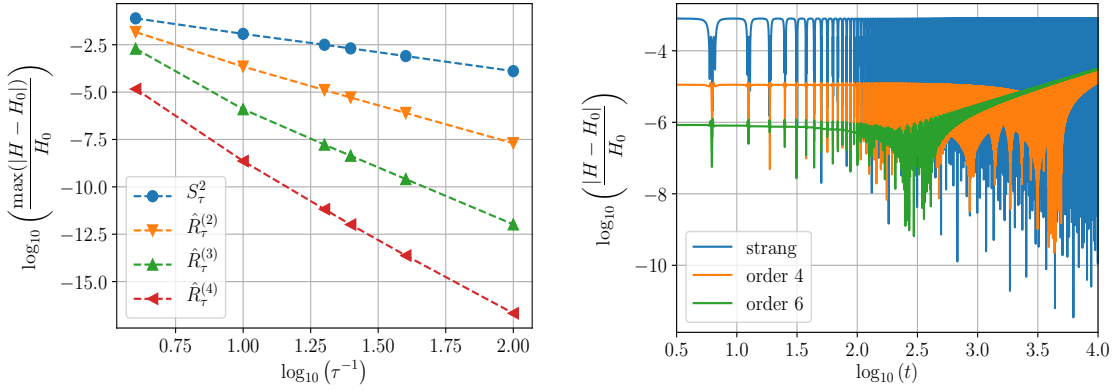 log₁₀ ( max(|H − H₀|) / H₀ )
−2.5
−5.0
−7.5
−10.0
−12.5
−15.0
S²_τ
R̂⁽²⁾_τ
R̂⁽³⁾_τ
R̂⁽⁴⁾_τ
0.75 1.00 1.25 1.50 1.75 2.00
log₁₀ (τ⁻¹)
log₁₀ ( |H − H₀| / H₀ )
−4
−6
−8
−10
strang
order 4
order 6
0.5 1.0 1.5 2.0 2.5 3.0 3.5 4.0
log₁₀ (t)